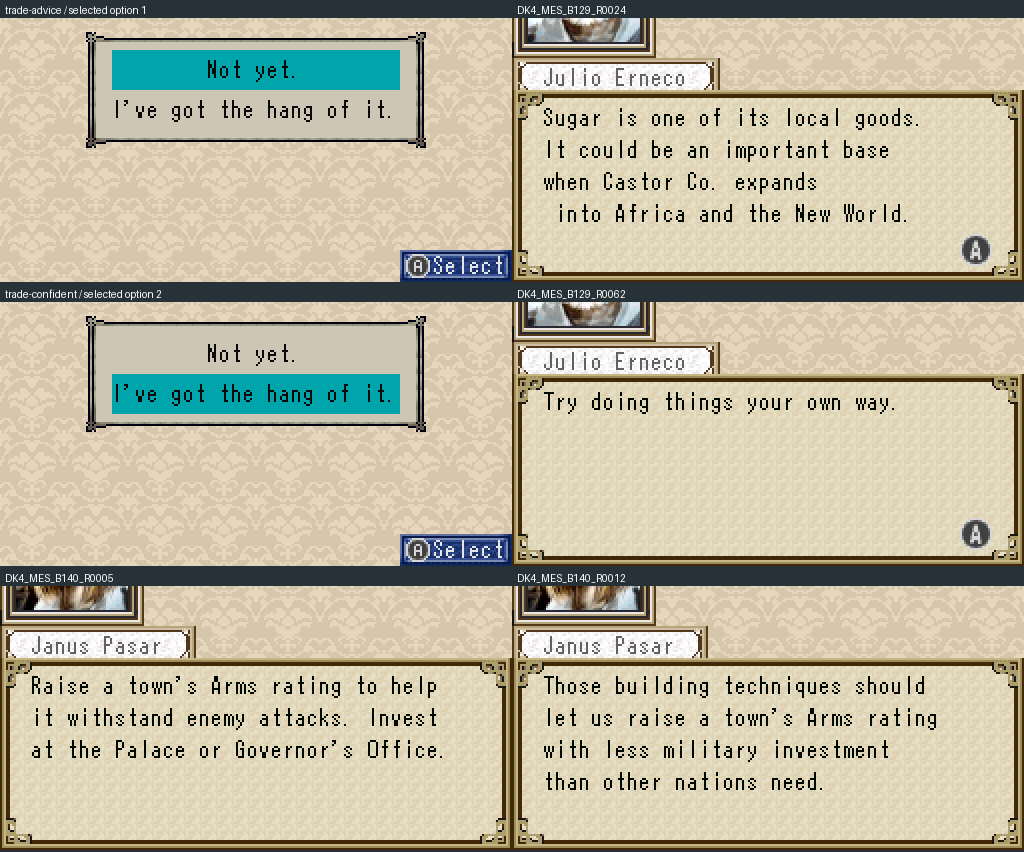 trade-advice / selected option 1
Not yet.
I've got the hang of it.
A Select
DK4_MES_B129_R0024
Julio Erneco
Sugar is one of its local goods.
It could be an important base
when Castor Co. expands
into Africa and the New World.
A
trade-confident / selected option 2
Not yet.
I've got the hang of it.
A Select
DK4_MES_B129_R0062
Julio Erneco
Try doing things your own way.
A
DK4_MES_B140_R0005
Janus Pasar
Raise a town's Arms rating to help
it withstand enemy attacks. Invest
at the Palace or Governor's Office.
DK4_MES_B140_R0012
Janus Pasar
Those building techniques should
let us raise a town's Arms rating
with less military investment
than other nations need.